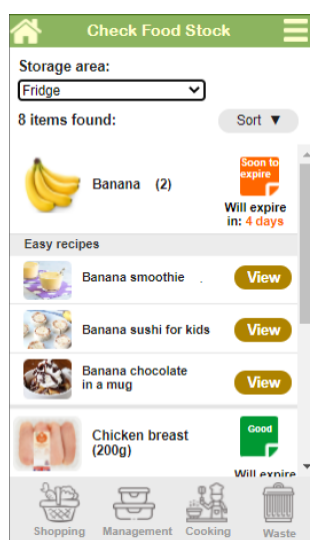 Check Food Stock
Storage area:
Fridge
8 items found:
Sort ▼
Banana (2)
Soon to
expire
Will expire
in: 4 days
Easy recipes
Banana smoothie .
View
Banana sushi for kids
View
Banana chocolate
in a mug
View
Chicken breast
(200g)
Good
Will expire
Shopping
Management
Cooking
Waste